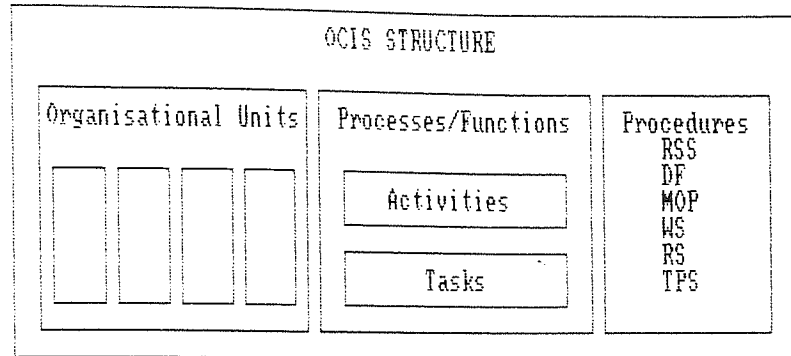 OCIS STRUCTURE
Organisational Units
Processes/Functions
Activities
Tasks
Procedures
RSS
DF
MOP
WS
RS
TPS